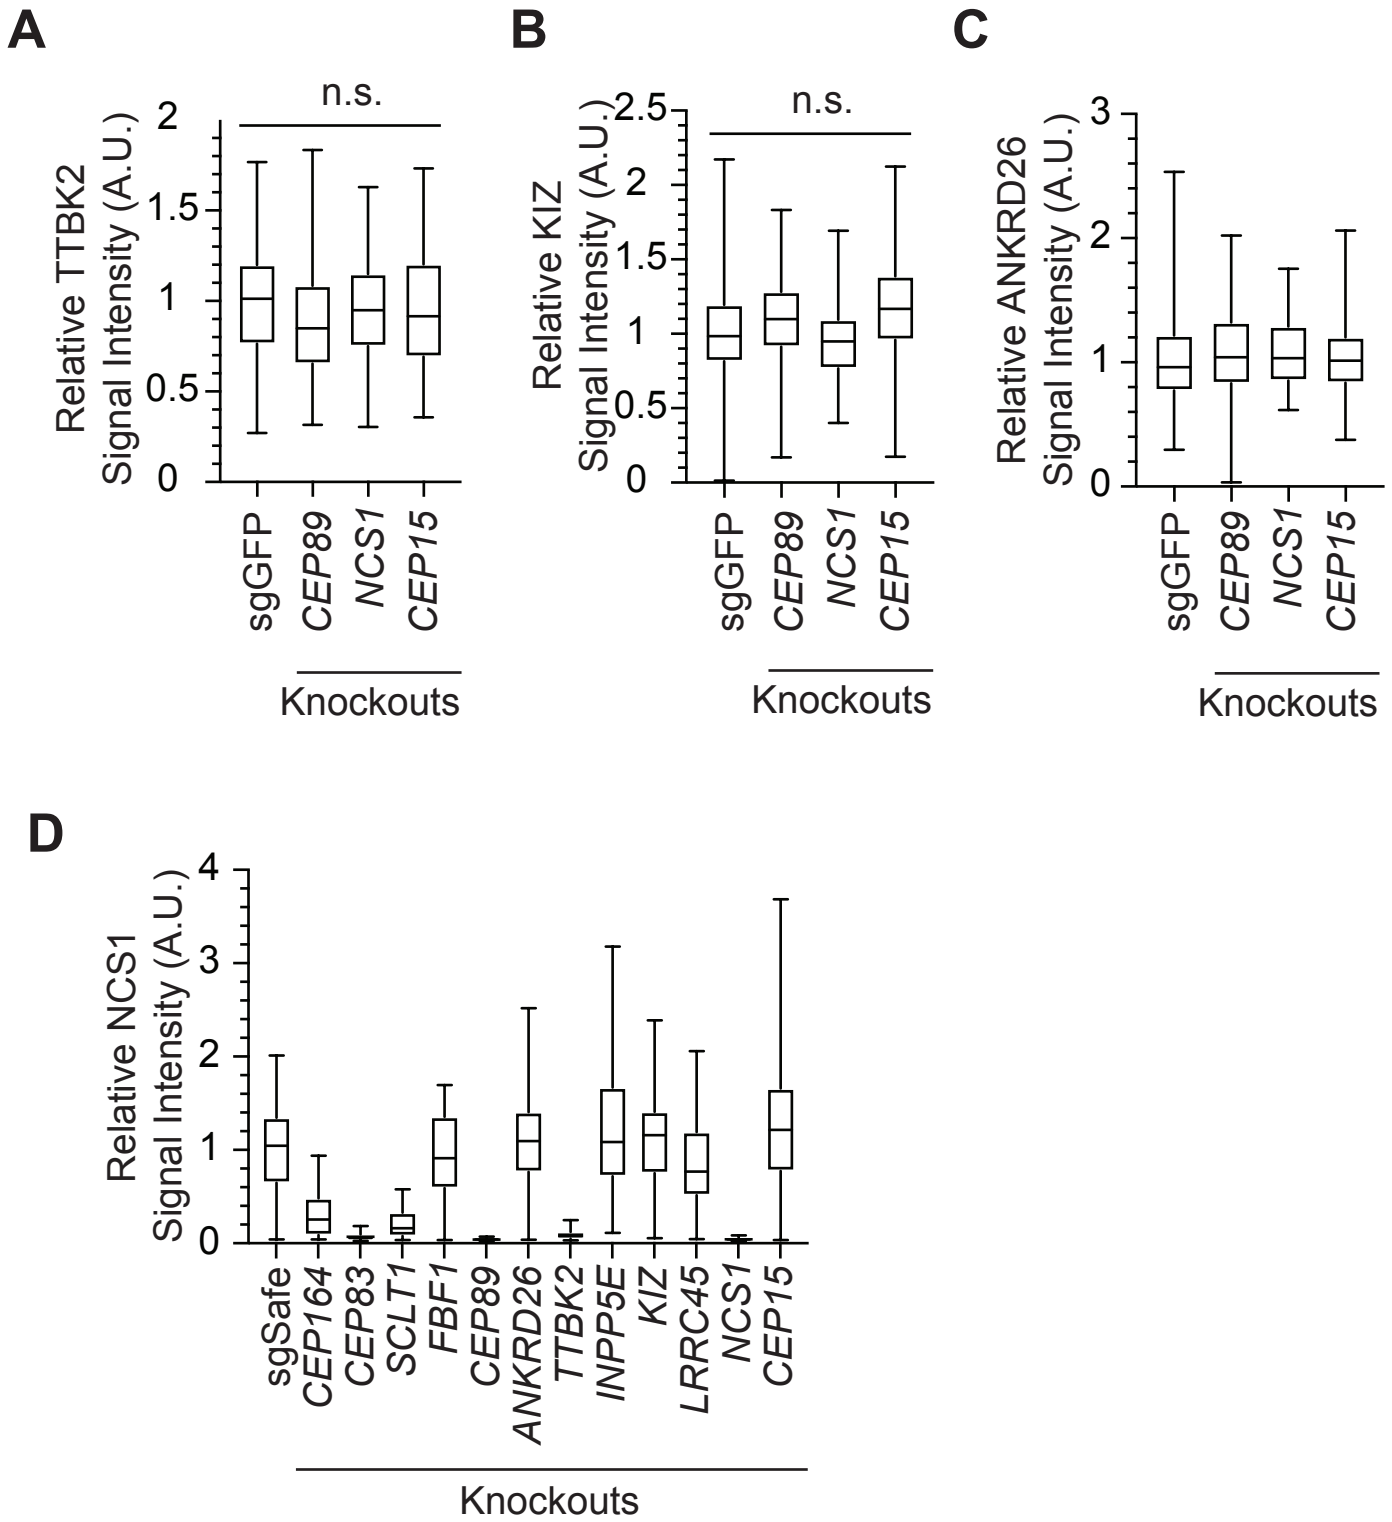 A
n.s.
Relative TTBK2
Signal Intensity (A.U.)
2
1.5
1
0.5
0
sgGFP
CEP89
NCS1
CEP15
Knockouts
B
n.s.
Relative KIZ
Signal Intensity (A.U.)
2.5
2
1.5
1
0.5
0
sgGFP
CEP89
NCS1
CEP15
Knockouts
C
Relative ANKRD26
Signal Intensity (A.U.)
3
2
1
0
sgGFP
CEP89
NCS1
CEP15
Knockouts
D
Relative NCS1
Signal Intensity (A.U.)
4
3
2
1
0
sgSafe
CEP164
CEP83
SCLT1
FBF1
CEP89
ANKRD26
TTBK2
INPP5E
KIZ
LRRC45
NCS1
CEP15
Knockouts